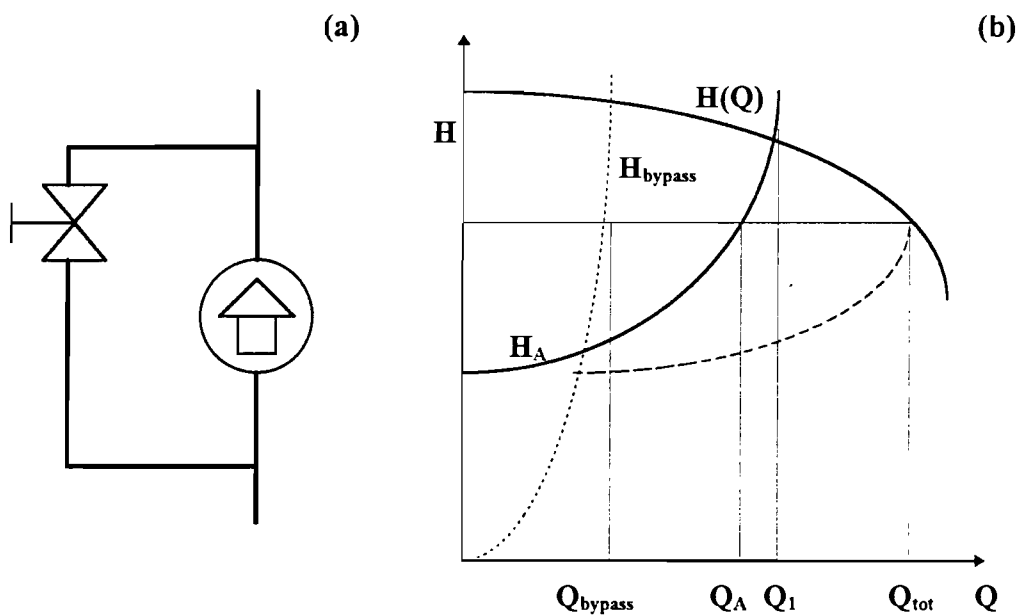 (a)
(b)
H
H(Q)
H_bypass
H_A
Q_bypass Q_A Q_1 Q_tot Q